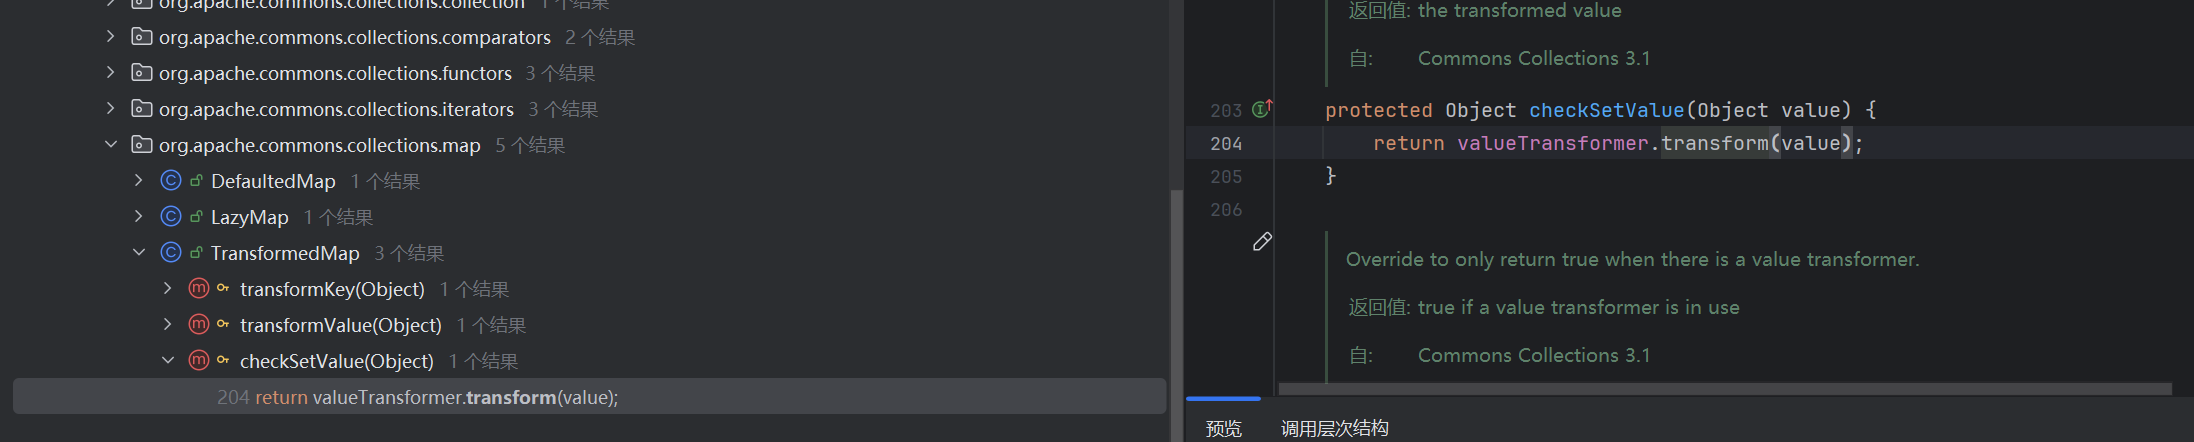 org.apache.commons.collections.collection 1 个结果
org.apache.commons.collections.comparators 2 个结果
org.apache.commons.collections.functors 3 个结果
org.apache.commons.collections.iterators 3 个结果
org.apache.commons.collections.map 5 个结果
DefaultedMap 1 个结果
LazyMap 1 个结果
TransformedMap 3 个结果
transformKey(Object) 1 个结果
transformValue(Object) 1 个结果
checkSetValue(Object) 1 个结果
204 return valueTransformer.transform(value);
返回值: the transformed value
自: Commons Collections 3.1
203 protected Object checkSetValue(Object value) {
204 return valueTransformer.transform(value);
205 }
206
Override to only return true when there is a value transformer.
返回值: true if a value transformer is in use
自: Commons Collections 3.1
预览 调用层次结构